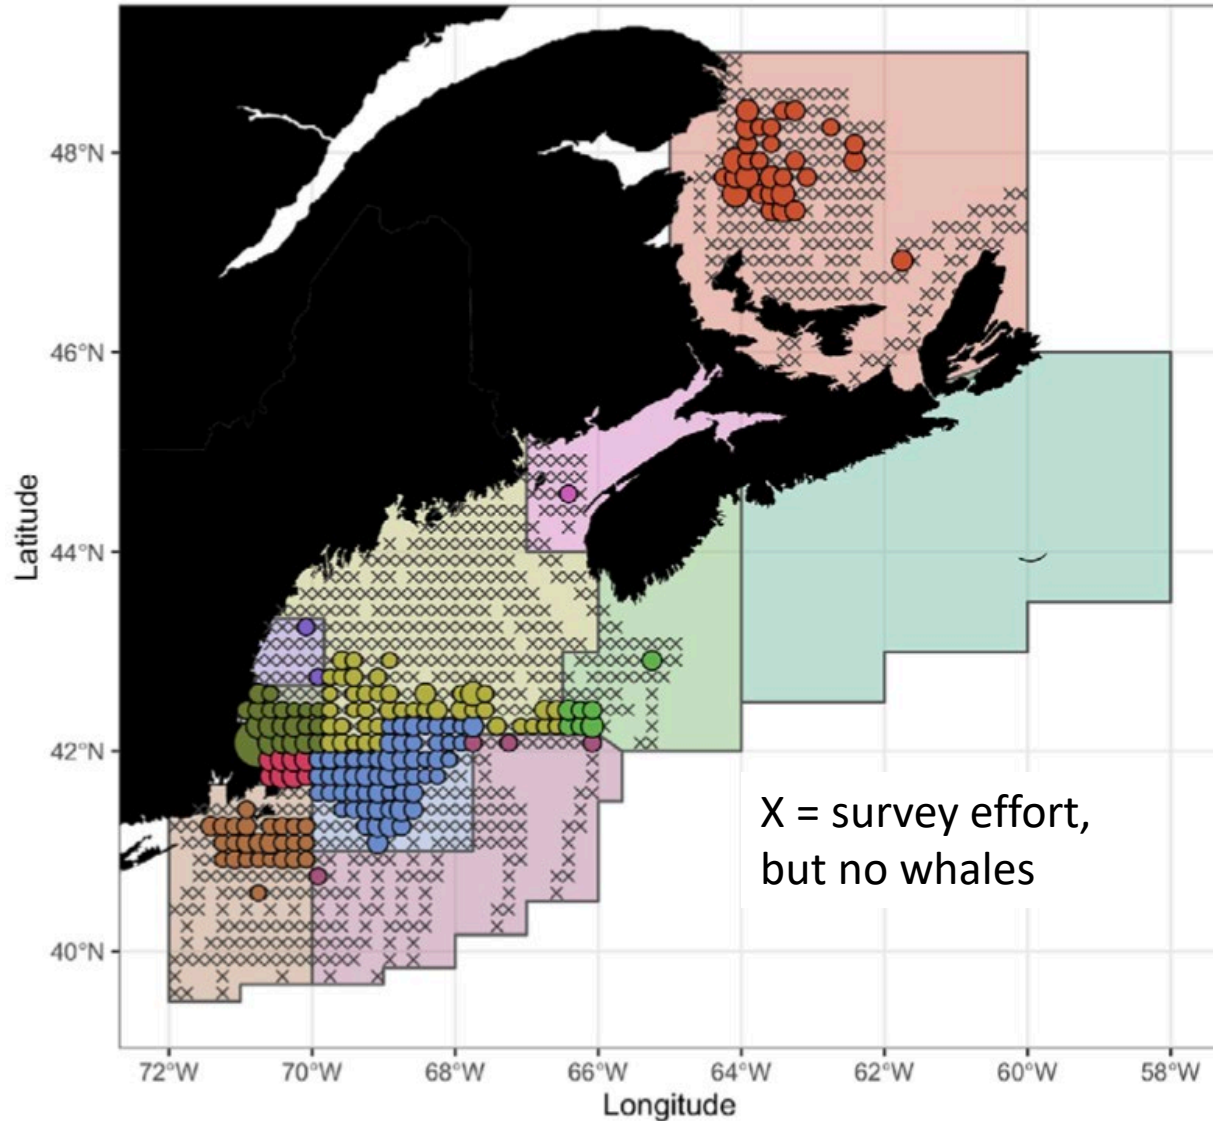 48°N
46°N
44°N
42°N
40°N
Latitude
X = survey effort,
but no whales
72°W 70°W 68°W 66°W 64°W 62°W 60°W 58°W
Longitude